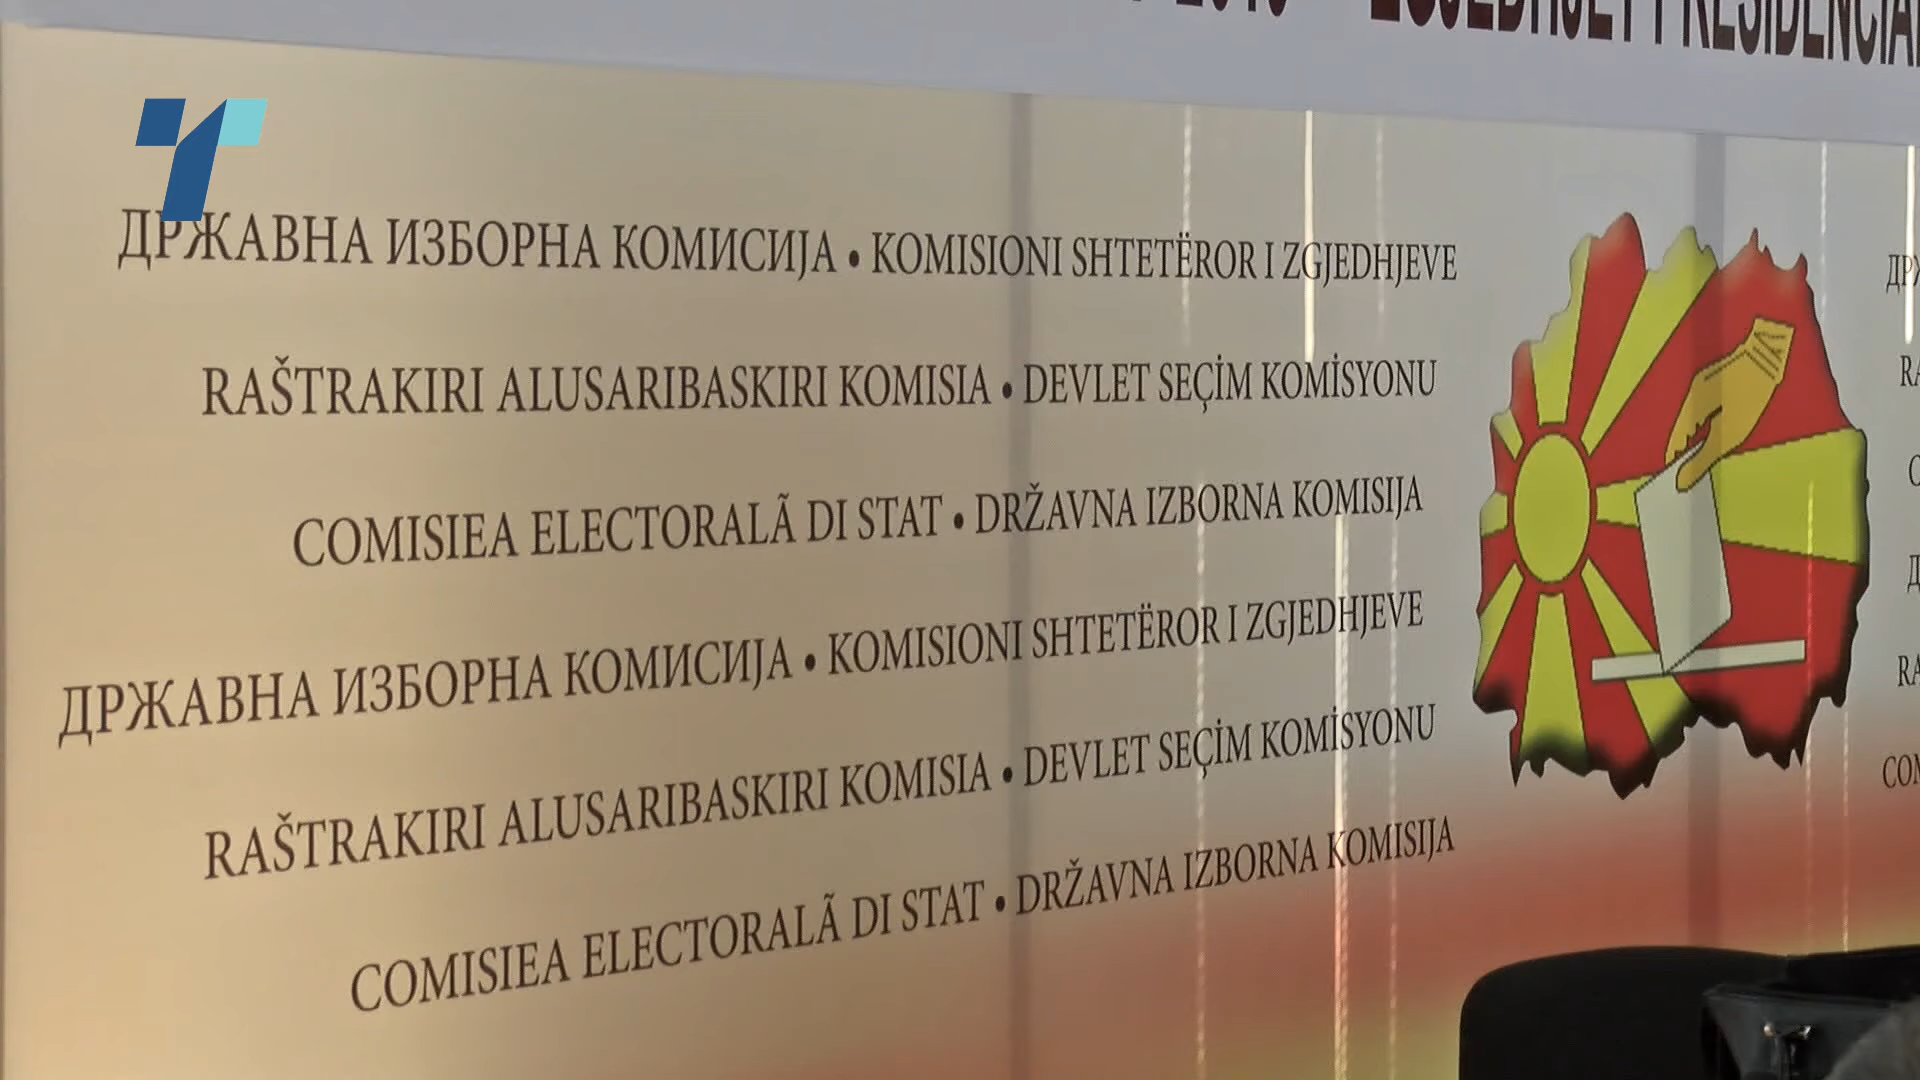 ДРЖАВНА ИЗБОРНА КОМИСИЈА • KOMISIONI SHTETËROR I ZGJEDHJEVE
RAŠTRAKIRI ALUSARIBASKIRI KOMISIA • DEVLET SEÇİM KOMİSYONU
COMISIEA ELECTORALÃ DI STAT • DRŽAVNA IZBORNA KOMISIJA
ДРЖАВНА ИЗБОРНА КОМИСИЈА • KOMISIONI SHTETËROR I ZGJEDHJEVE
RAŠTRAKIRI ALUSARIBASKIRI KOMISIA • DEVLET SEÇİM KOMİSYONU
COMISIEA ELECTORALÃ DI STAT • DRŽAVNA IZBORNA KOMISIJA